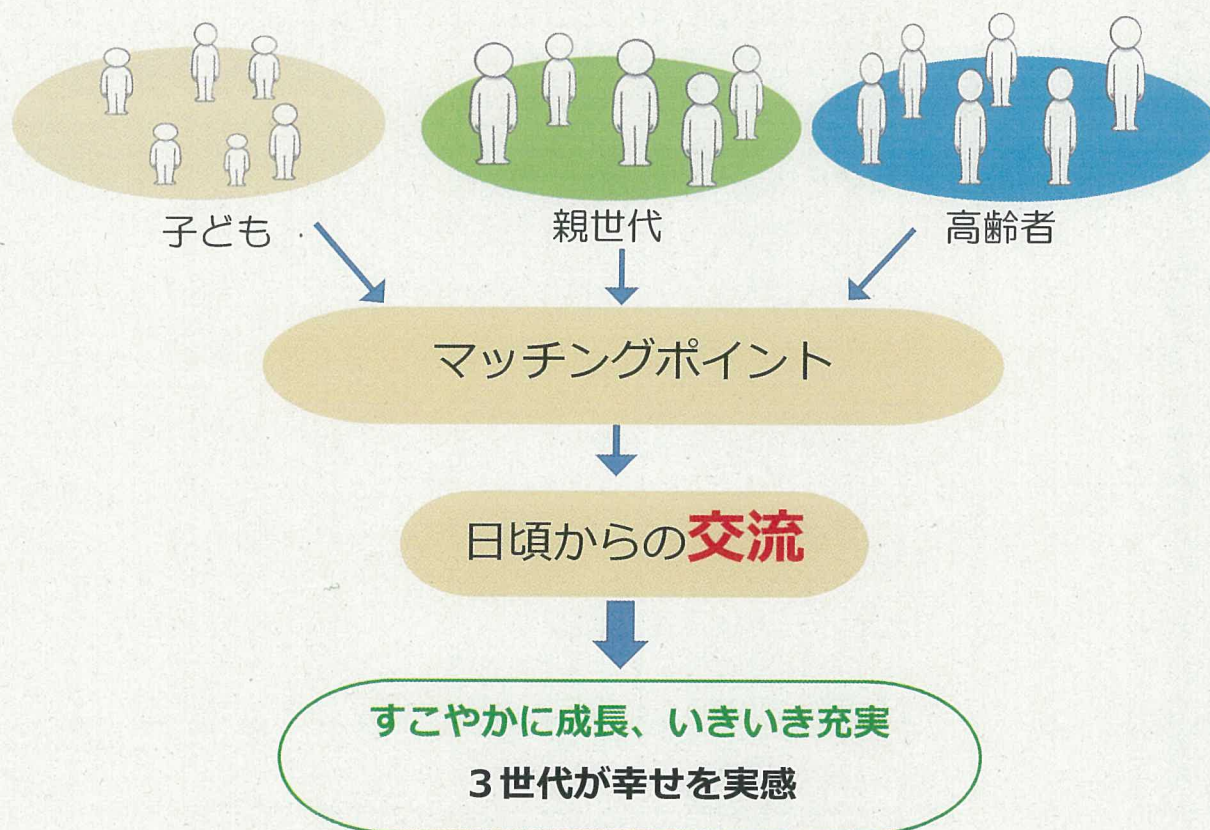 子ども
親世代
高齢者
マッチングポイント
日頃からの交流
すこやかに成長、いきいき充実
3世代が幸せを実感